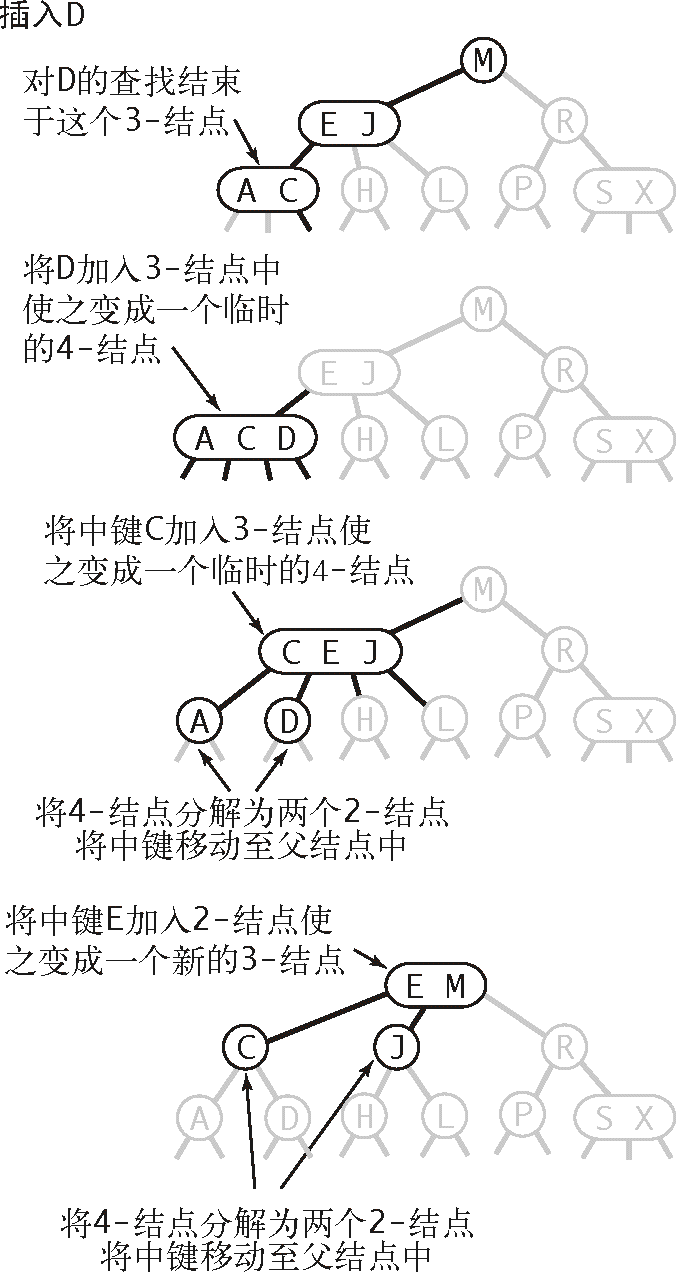 插入D
M
对D的查找结束
于这个3-结点
E J
R
A C
H
L
P
S X
将D加入3-结点中
使之变成一个临时
的4-结点
M
E J
R
A C D
H
L
P
S X
将中键C加入3-结点使
之变成一个临时的4-结点
M
C E J
R
A
D
H
L
P
S X
将4-结点分解为两个2-结点
将中键移动至父结点中
将中键E加入2-结点使
之变成一个新的3-结点
E M
C
J
R
A
D
H
L
P
S X
将4-结点分解为两个2-结点
将中键移动至父结点中